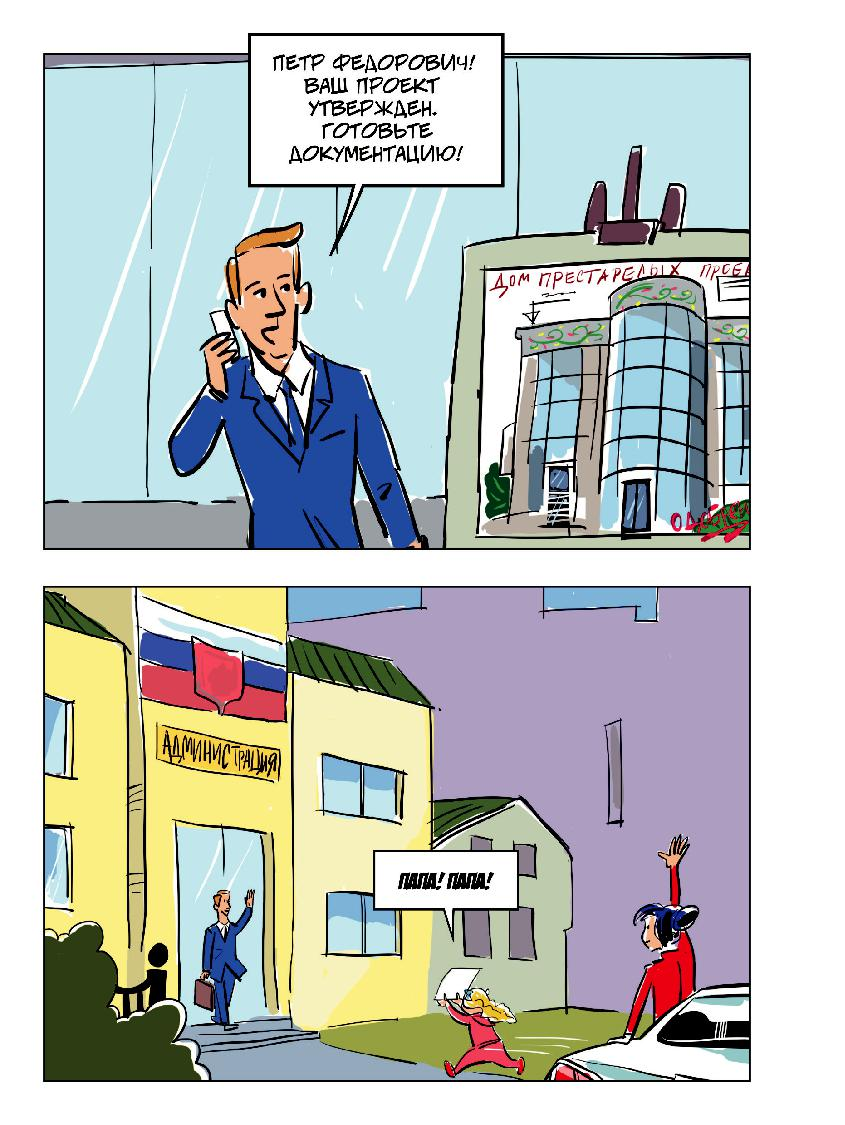 ПЕТР ФЕДОРОВИЧ!
ВАШ ПРОЕКТ
УТВЕРЖДЕН.
ГОТОВЬТЕ
ДОКУМЕНТАЦИЮ!
ДОМ ПРЕСТАРЕЛЫХ
АДМИНИСТРАЦИЯ
ПАПА! ПАПА!